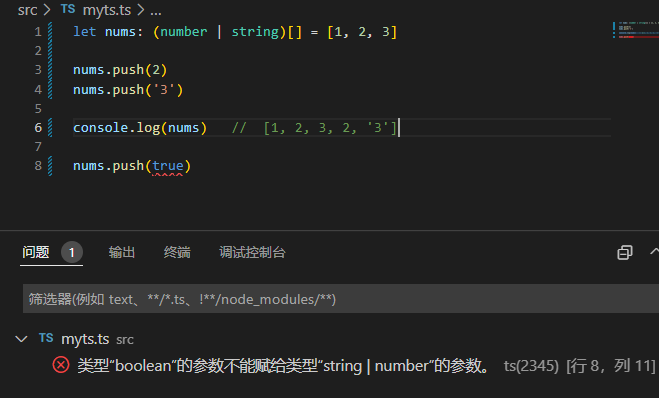 src > TS myts.ts > ...
1 let nums: (number | string)[] = [1, 2, 3]
2
3 nums.push(2)
4 nums.push('3')
5
6 console.log(nums) // [1, 2, 3, 2, '3']
7
8 nums.push(true)
问题 1 输出 终端 调试控制台
筛选器(例如 text、**/*.ts、!**/node_modules/**)
TS myts.ts src
类型“boolean”的参数不能赋给类型“string | number”的参数。 ts(2345) [行 8，列 11]